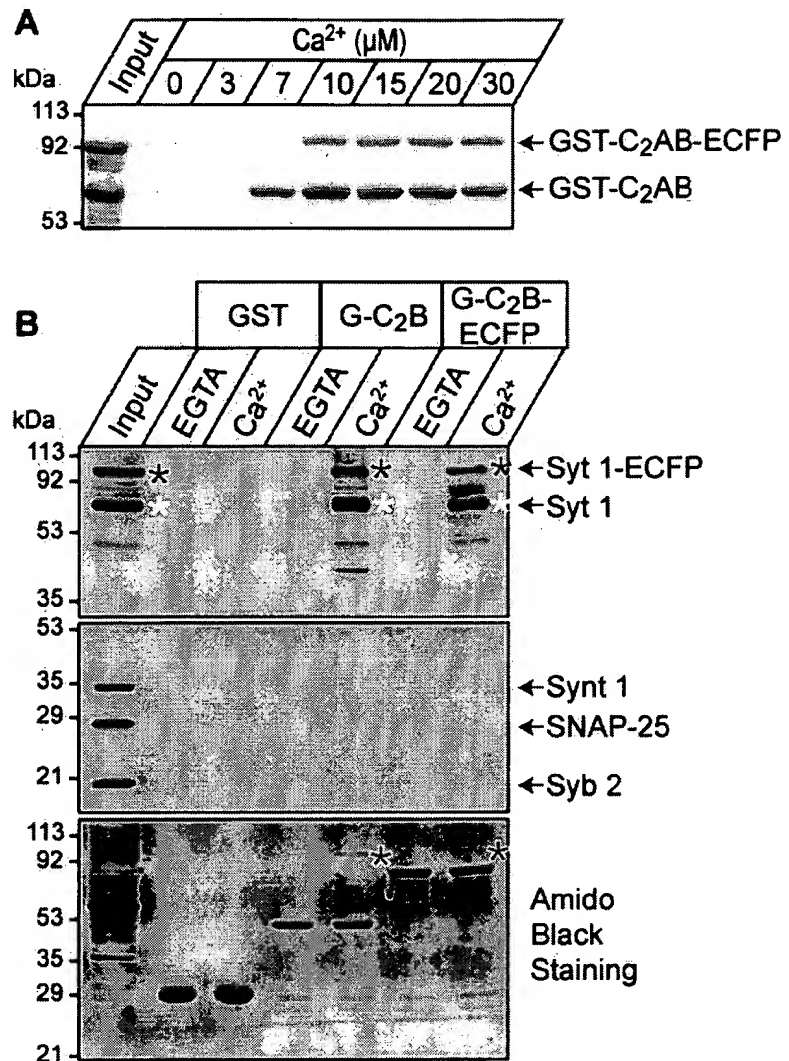 A
Ca²⁺ (µM)
kDa
Input
0 3 7 10 15 20 30
113
92
53
←GST-C₂AB-ECFP
←GST-C₂AB
B
GST G-C₂B G-C₂B-
ECFP
kDa
Input EGTA Ca²⁺ EGTA Ca²⁺ EGTA Ca²⁺
113
92
53
35
* * *
* * *
←Syt 1-ECFP
←Syt 1
53
35
29
21
←Synt 1
←SNAP-25
←Syb 2
113
92
53
35
29
21
* *
Amido
Black
Staining